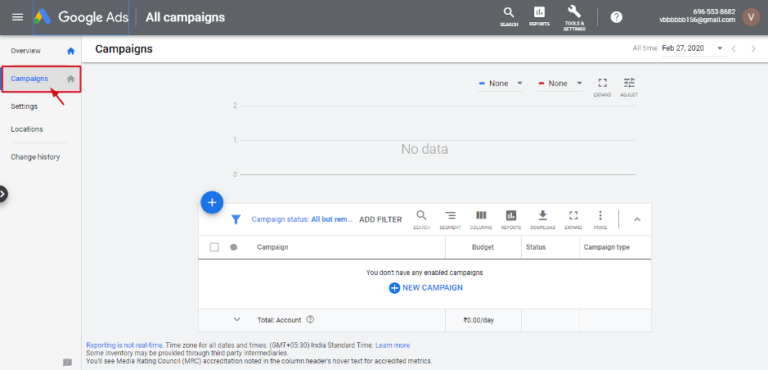 Google Ads
All campaigns
SEARCH
REPORTS
TOOLS &
SETTINGS
696-553-8682
vbbbbbb156@gmail.com
V
Overview
Campaigns
Settings
Locations
Change history
Campaigns
All time Feb 27, 2020
None
None
EXPAND
ADJUST
2
1
0
No data
Campaign status: All but rem...
ADD FILTER
SEARCH
SEGMENT
COLUMNS
REPORTS
DOWNLOAD
EXPAND
MORE
Campaign
Budget
Status
Campaign type
You don't have any enabled campaigns
NEW CAMPAIGN
Total: Account
₹0.00/day
Reporting is not real-time. Time zone for all dates and times: (GMT+05:30) India Standard Time. Learn more
Some inventory may be provided through third party intermediaries.
You'll see Media Rating Council (MRC) accreditation noted in the column header's hover text for accredited metrics.